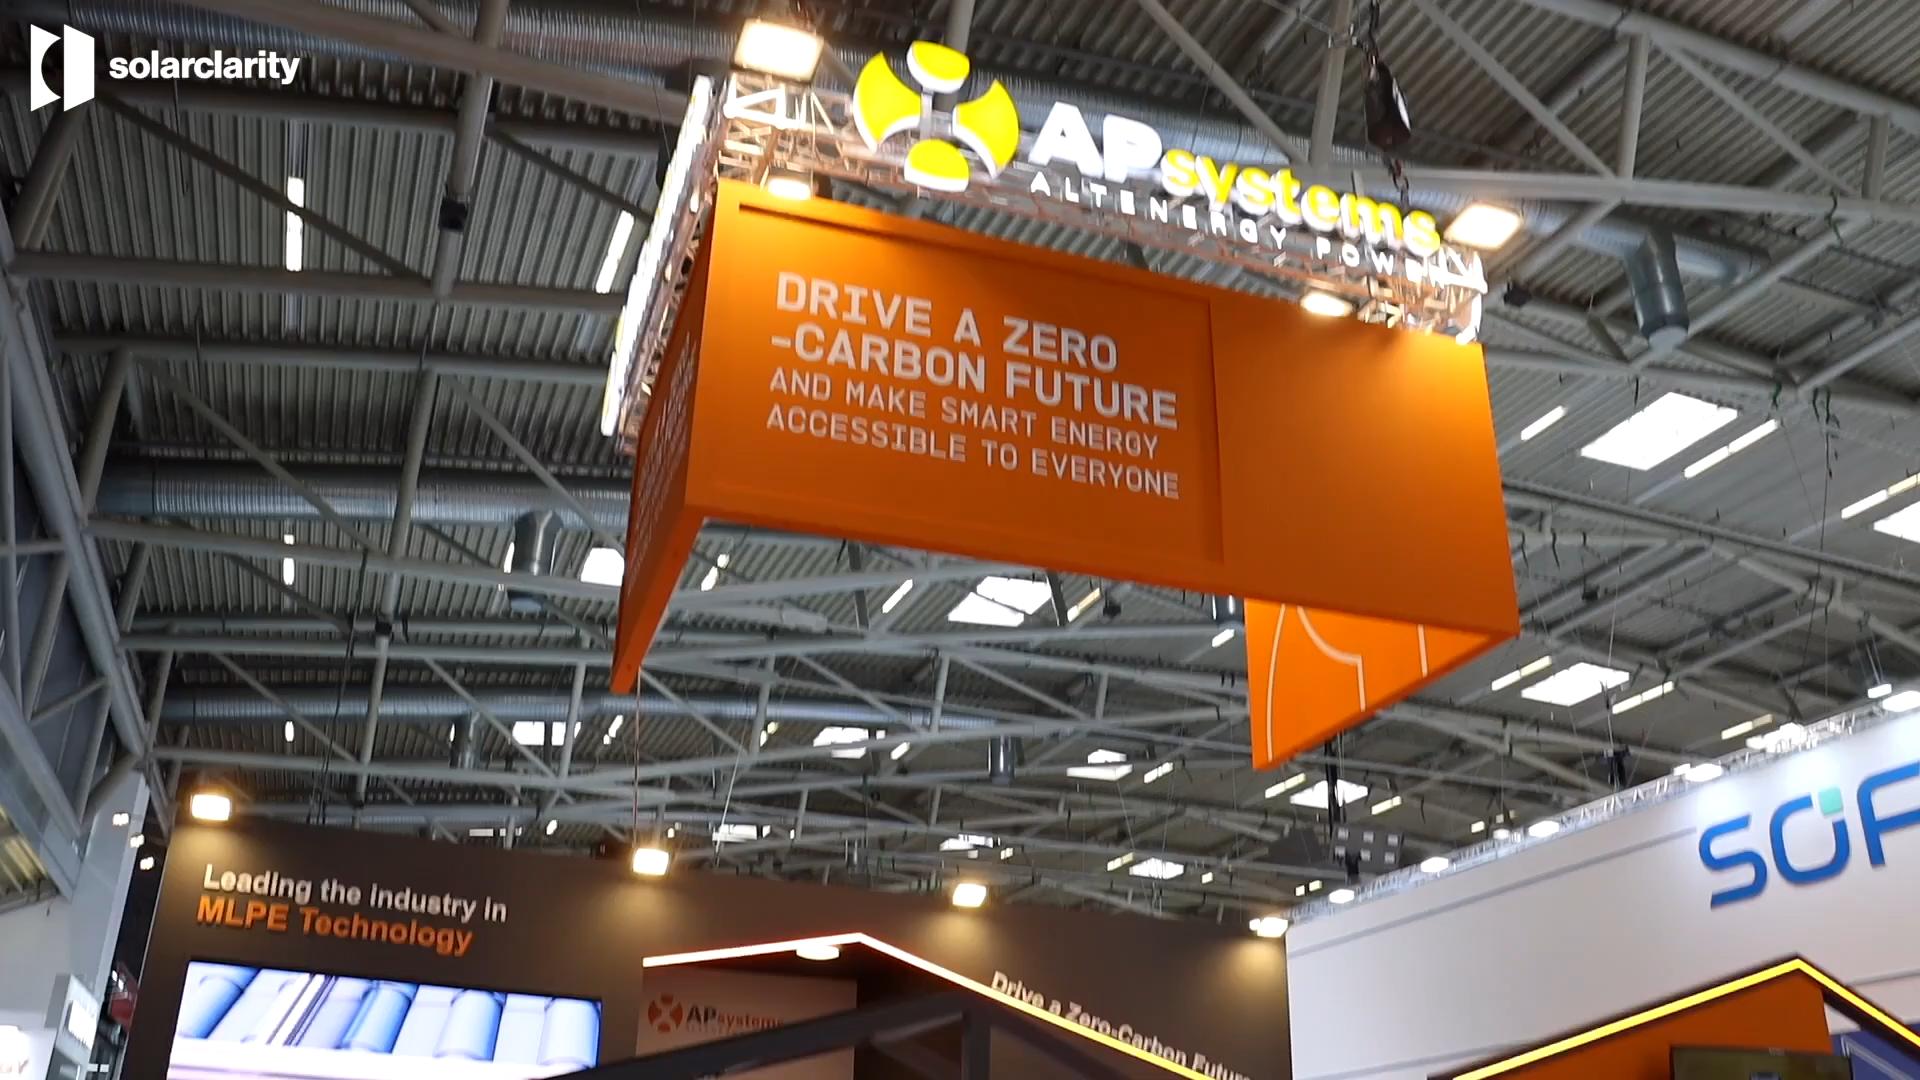 solarclarity
APsystems
ALTENERGY POWER
DRIVE A ZERO
-CARBON FUTURE
AND MAKE SMART ENERGY
ACCESSIBLE TO EVERYONE
Leading the industry in
MLPE Technology
APsystems
Drive a Zero-Carbon Future
SOF